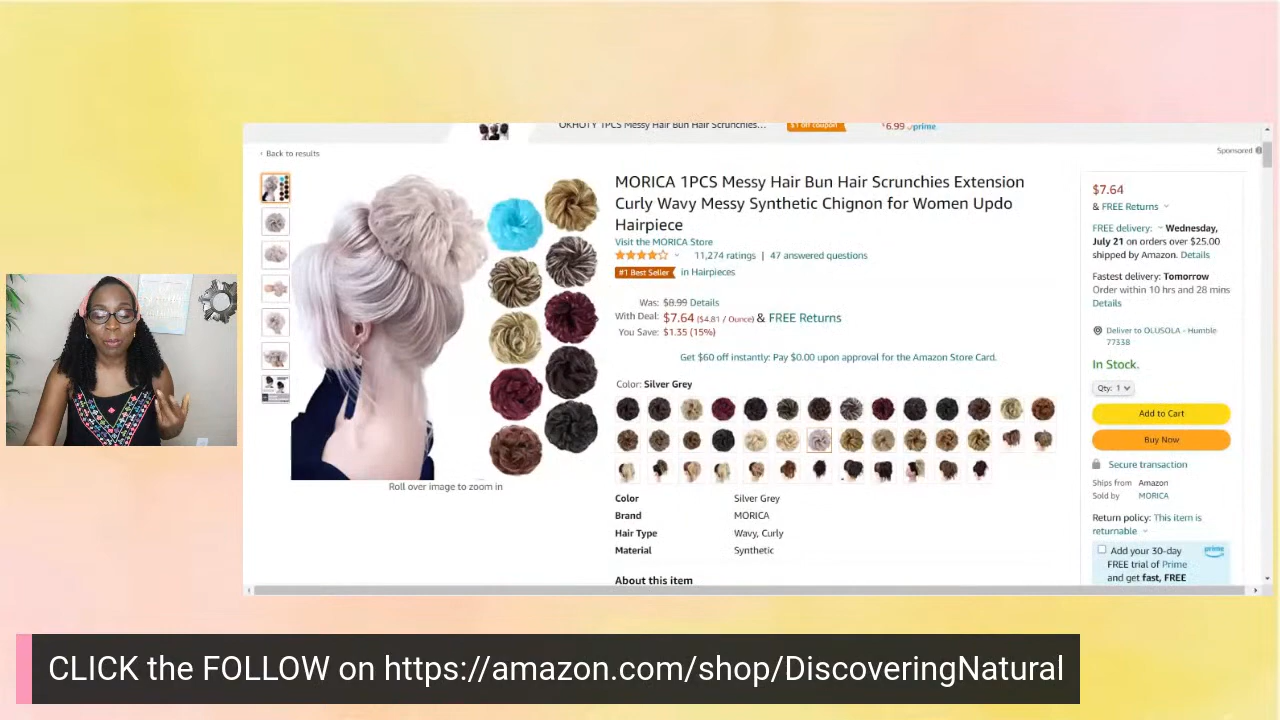 OKHOTY 1PCS Messy Hair Bun Hair Scrunchies...
$1 off coupon
6.99 prime
‹ Back to results
Sponsored
MORICA 1PCS Messy Hair Bun Hair Scrunchies Extension
Curly Wavy Messy Synthetic Chignon for Women Updo
Hairpiece
Visit the MORICA Store
11,274 ratings | 47 answered questions
#1 Best Seller in Hairpieces
Was: $8.99 Details
With Deal: $7.64 ($4.81 / Ounce) & FREE Returns
You Save: $1.35 (15%)
Get $60 off instantly: Pay $0.00 upon approval for the Amazon Store Card.
Color: Silver Grey
Roll over image to zoom in
Color Silver Grey
Brand MORICA
Hair Type Wavy, Curly
Material Synthetic
About this item
$7.64
& FREE Returns
FREE delivery: Wednesday,
July 21 on orders over $25.00
shipped by Amazon. Details
Fastest delivery: Tomorrow
Order within 10 hrs and 28 mins
Details
Deliver to OLUSOLA - Humble
77338
In Stock.
Qty: 1
Add to Cart
Buy Now
Secure transaction
Ships from Amazon
Sold by MORICA
Return policy: This item is
returnable
Add your 30-day
FREE trial of Prime
and get fast, FREE
prime
CLICK the FOLLOW on https://amazon.com/shop/DiscoveringNatural